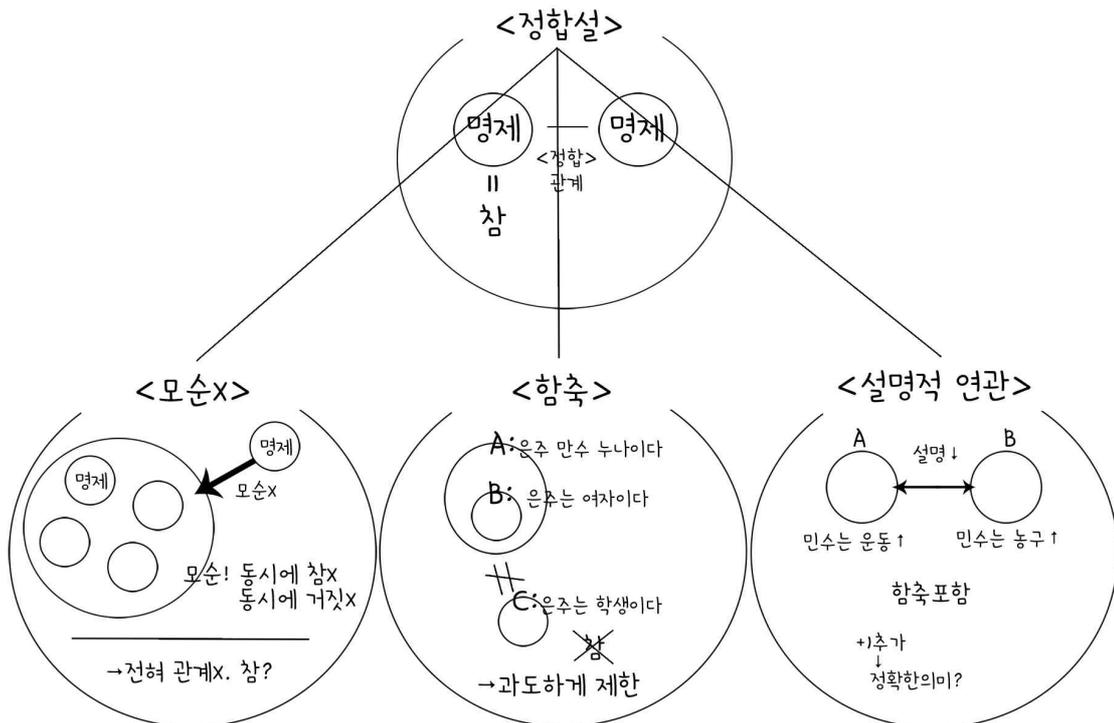 <정합설>
명제
명제
<정합>
관계
=
참
<모순x>
명제
명제
모순x
모순! 동시에 참x
동시에 거짓x
→전혀 관계x. 참?
<함축>
A:은주 만수 누나이다
B: 은주는 여자이다
C:은주는 학생이다
참
→과도하게 제한
<설명적 연관>
A
B
설명↓
민수는 운동↑
민수는 농구↑
함축포함
+1추가
↓
정확한의미?